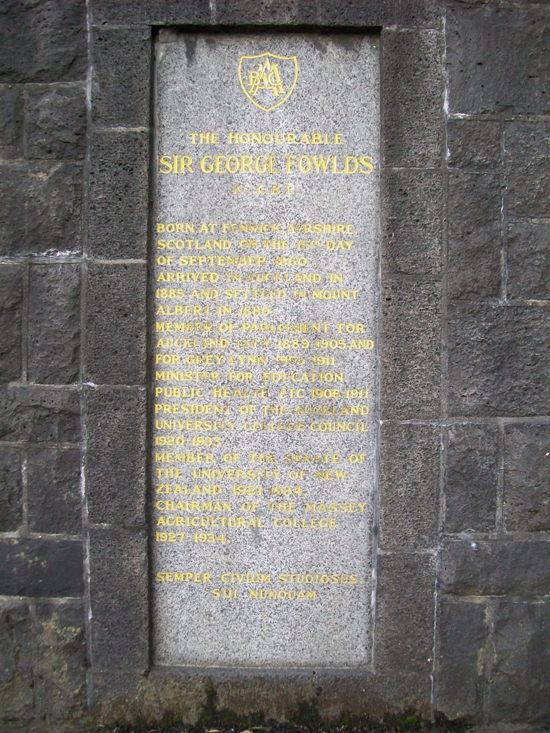 THE HONOURABLE
SIR GEORGE FOWLDS
K. C.B.E.
BORN AT FENWICK, AYRSHIRE,
SCOTLAND ON THE 15TH DAY
OF SEPTEMBER 1860.
ARRIVED IN AUCKLAND IN
1885 AND SETTLED IN MOUNT
ALBERT IN
MEMBER OF PARLIAMENT FOR
AUCKLAND CITY 1899-1905 AND
FOR GREY LYNN 1905-1911.
MINISTER FOR EDUCATION,
PUBLIC HEALTH ETC 1906-1911
PRESIDENT OF THE AUCKLAND
UNIVERSITY COLLEGE COUNCIL
1920-1933.
MEMBER OF THE SENATE OF
THE UNIVERSITY OF NEW
ZEALAND
CHAIRMAN OF THE MASSEY
AGRICULTURAL COLLEGE
1927-1934.
SEMPER CIVIUM STUDIOSUS
SUI NUNQUAM